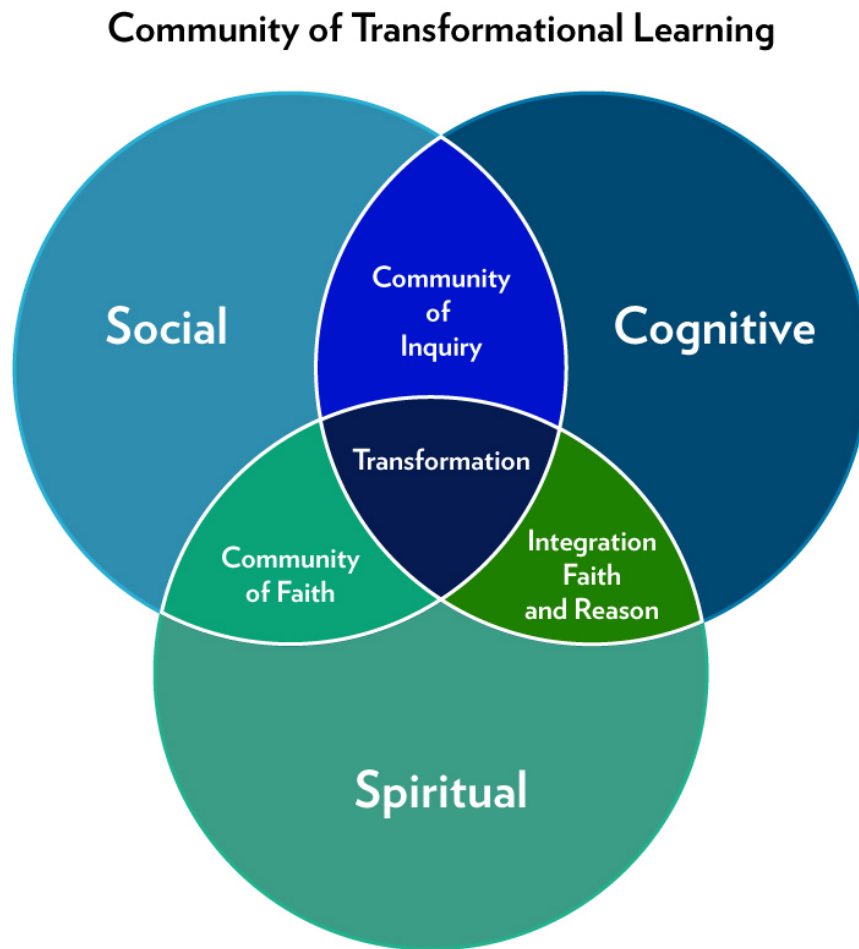 Community of Transformational Learning
Social
Community
of
Inquiry
Cognitive
Transformation
Community
of Faith
Integration
Faith
and Reason
Spiritual